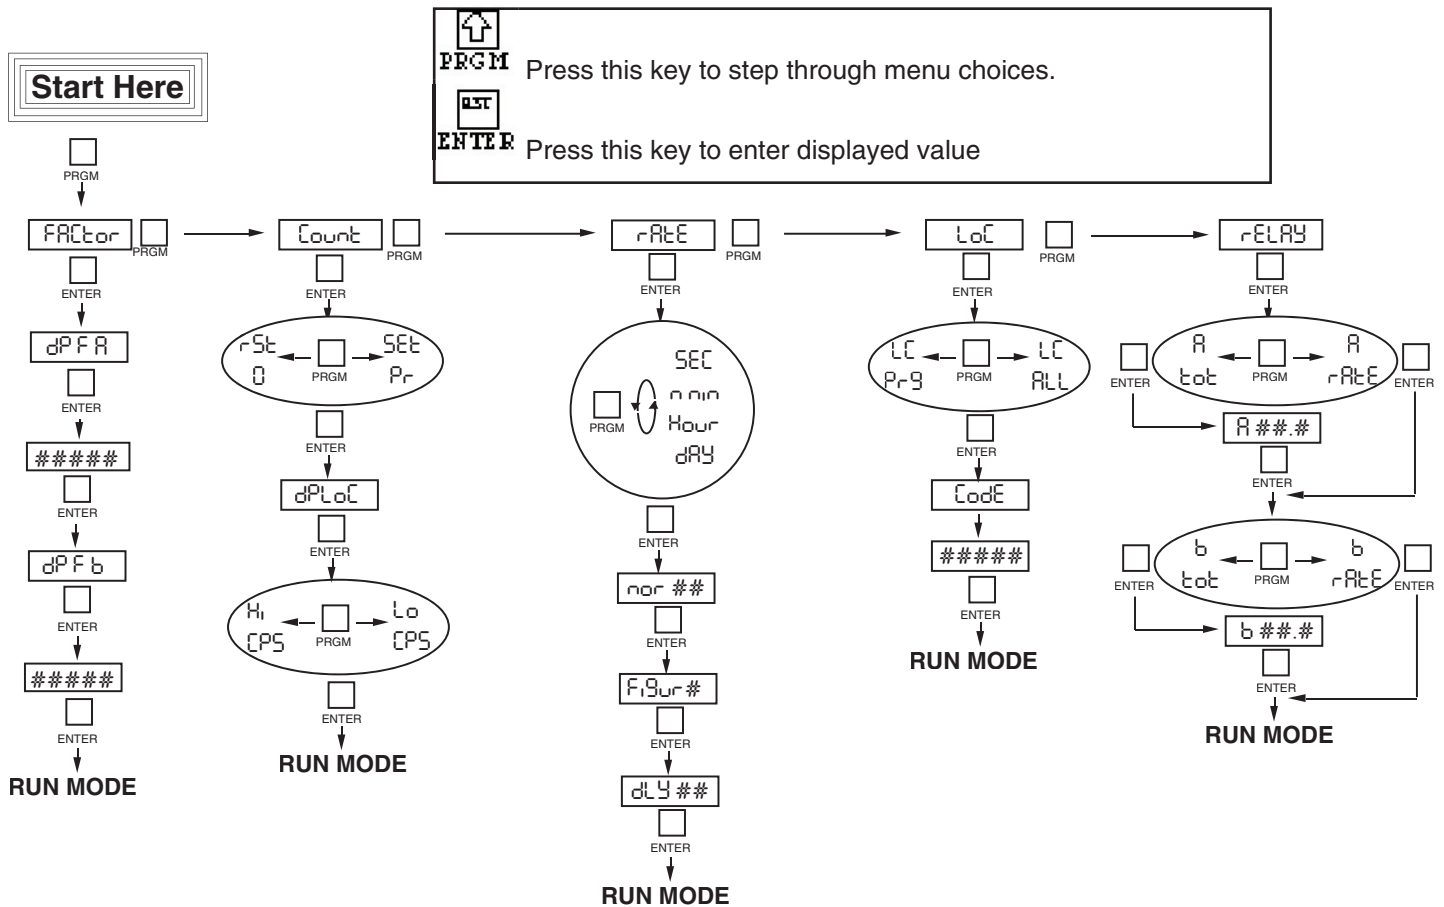 PRGM
Press this key to step through menu choices.
RST
ENTER
Press this key to enter displayed value
Start Here
PRGM
FACtor
PRGM
Count
PRGM
rAtE
PRGM
LoC
PRGM
rELAY
ENTER
dPFA
ENTER
#####
ENTER
dPFb
ENTER
#####
ENTER
RUN MODE
ENTER
rSt
0
PRGM
SEt
Pr
ENTER
dPLoC
ENTER
Hi
CPS
PRGM
Lo
CPS
ENTER
RUN MODE
ENTER
PRGM
SEC
nnin
Hour
dAY
ENTER
nor ##
ENTER
Figur#
ENTER
dLY ##
ENTER
RUN MODE
ENTER
LC
Prg
PRGM
LC
ALL
ENTER
CodE
#####
ENTER
RUN MODE
ENTER
ENTER
A
tot
PRGM
A
rAtE
ENTER
A ##.#
ENTER
ENTER
b
tot
PRGM
b
rAtE
ENTER
b ##.#
ENTER
RUN MODE